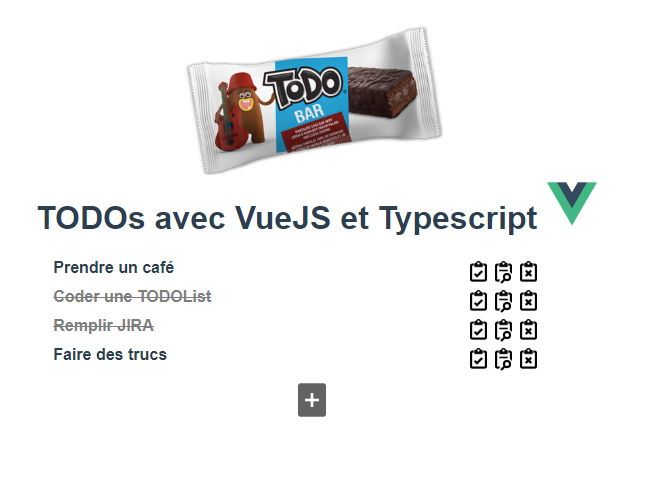 TODO
BAR
TODOs avec VueJS et Typescript
Prendre un café
Coder une TODOList
Remplir JIRA
Faire des trucs